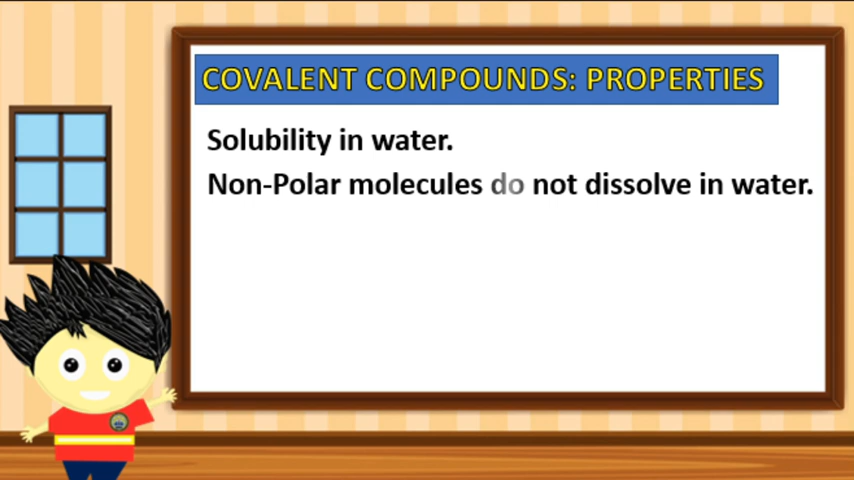 COVALENT COMPOUNDS: PROPERTIES
Solubility in water.
Non-Polar molecules do not dissolve in water.